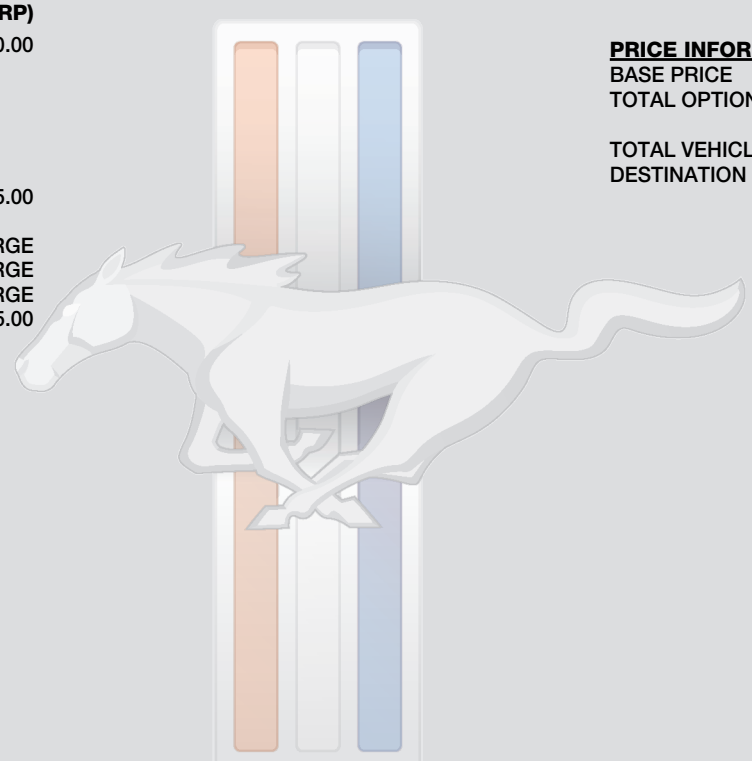 RP)
0.00
5.00
RGE
RGE
RGE
5.00
PRICE INFOR
BASE PRICE
TOTAL OPTION
TOTAL VEHICL
DESTINATION